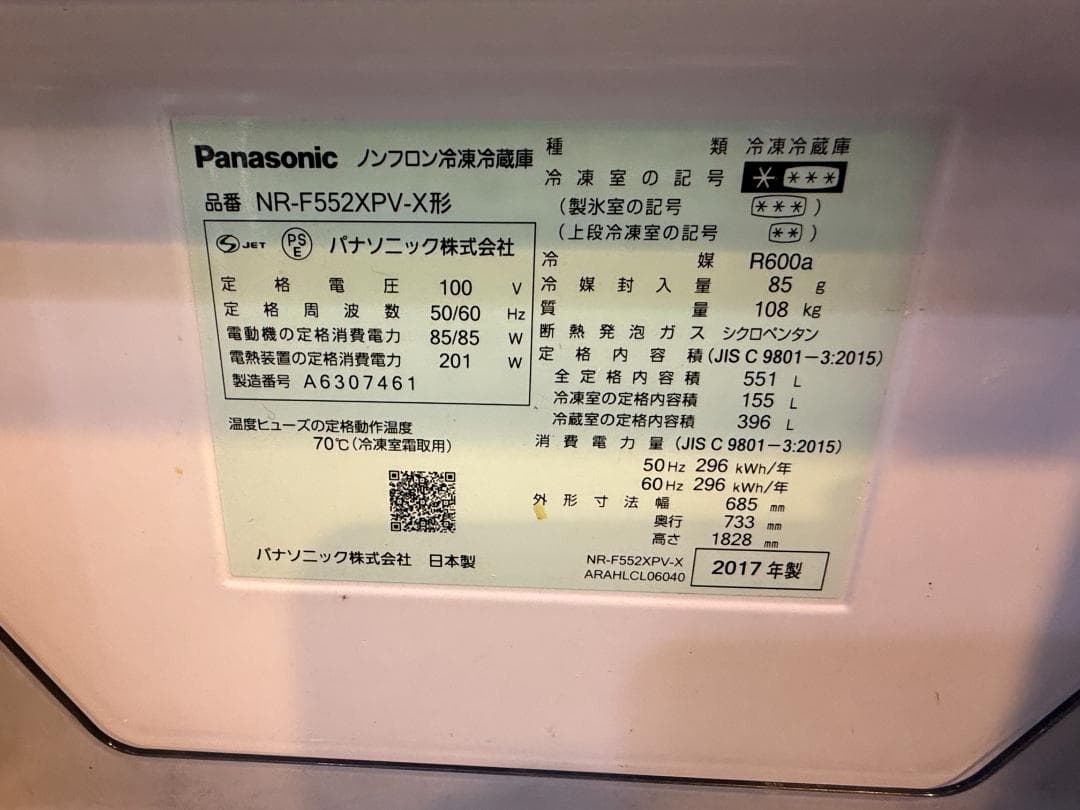 Panasonic ノンフロン冷凍冷蔵庫
品番 NR-F552XPV-X形
JET PSE パナソニック株式会社
定格電圧 100 V
定格周波数 50/60 Hz
電動機の定格消費電力 85/85 W
電熱装置の定格消費電力 201 W
製造番号 A6307461
温度ヒューズの定格動作温度
70℃(冷凍室霜取用)
パナソニック株式会社 日本製
種類 冷凍冷蔵庫
冷凍室の記号 * ***
(製氷室の記号 ***)
(上段冷凍室の記号 **)
冷媒 R600a
冷媒封入量 85 g
質量 108 kg
断熱発泡ガス シクロペンタン
定格内容積(JIS C 9801-3:2015)
全定格内容積 551 L
冷凍室の定格内容積 155 L
冷蔵室の定格内容積 396 L
消費電力量(JIS C 9801-3:2015)
50Hz 296 kWh/年
60Hz 296 kWh/年
外形寸法 幅 685 mm
奥行 733 mm
高さ 1828 mm
NR-F552XPV-X
ARAHLCL06040
2017年製